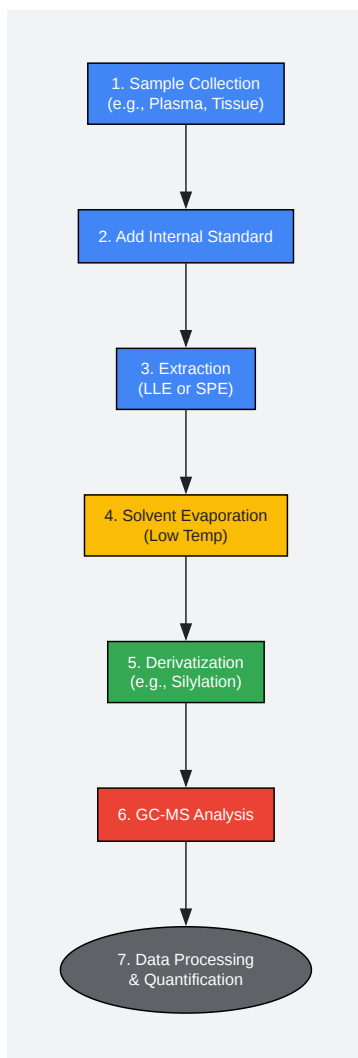 1. Sample Collection
(e.g., Plasma, Tissue)
2. Add Internal Standard
3. Extraction
(LLE or SPE)
4. Solvent Evaporation
(Low Temp)
5. Derivatization
(e.g., Silylation)
6. GC-MS Analysis
7. Data Processing
& Quantification